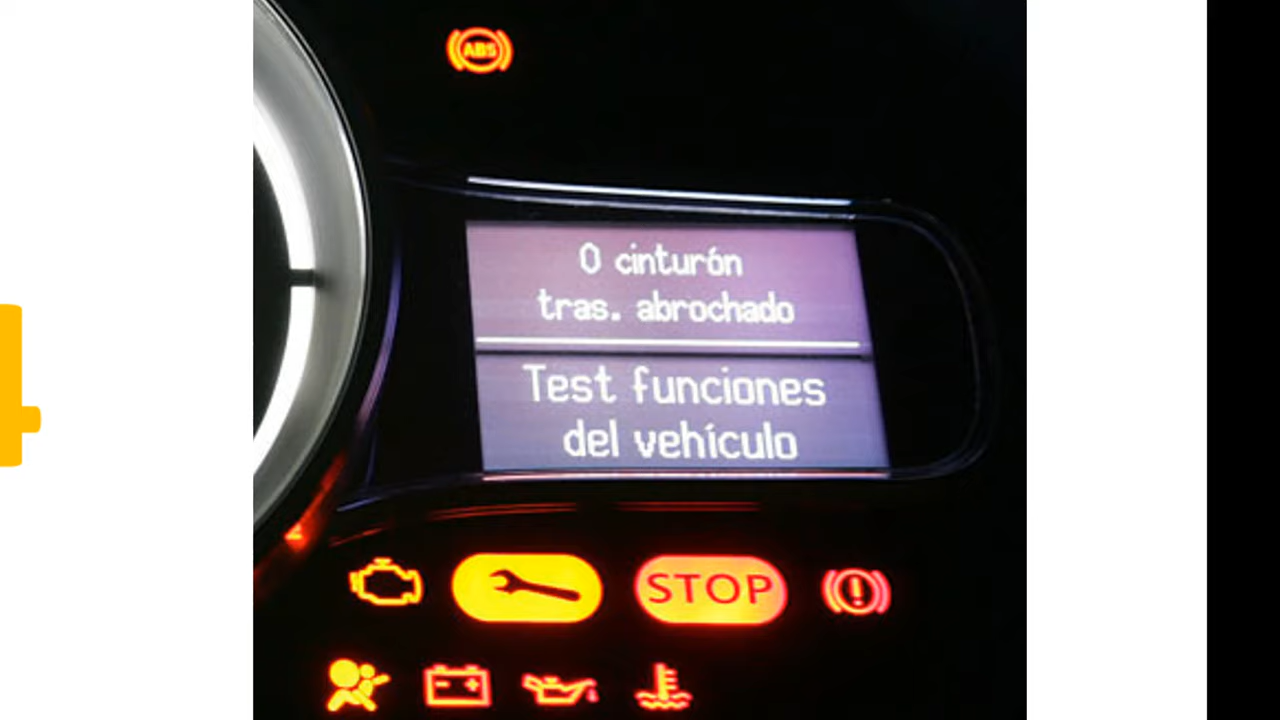 ABS
0 cinturón
tras. abrochado
Test funciones
del vehículo
STOP